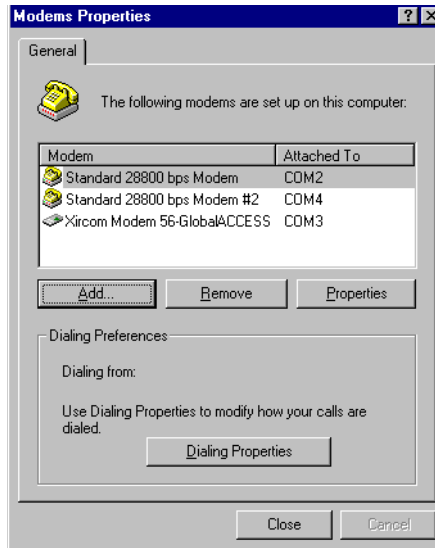 Modems Properties
General
The following modems are set up on this computer:
Modem Attached To
Standard 28800 bps Modem COM2
Standard 28800 bps Modem #2 COM4
Xircom Modem 56-GlobalACCESS COM3
Add... Remove Properties
Dialing Preferences
Dialing from:
Use Dialing Properties to modify how your calls are
dialed.
Dialing Properties
Close Cancel